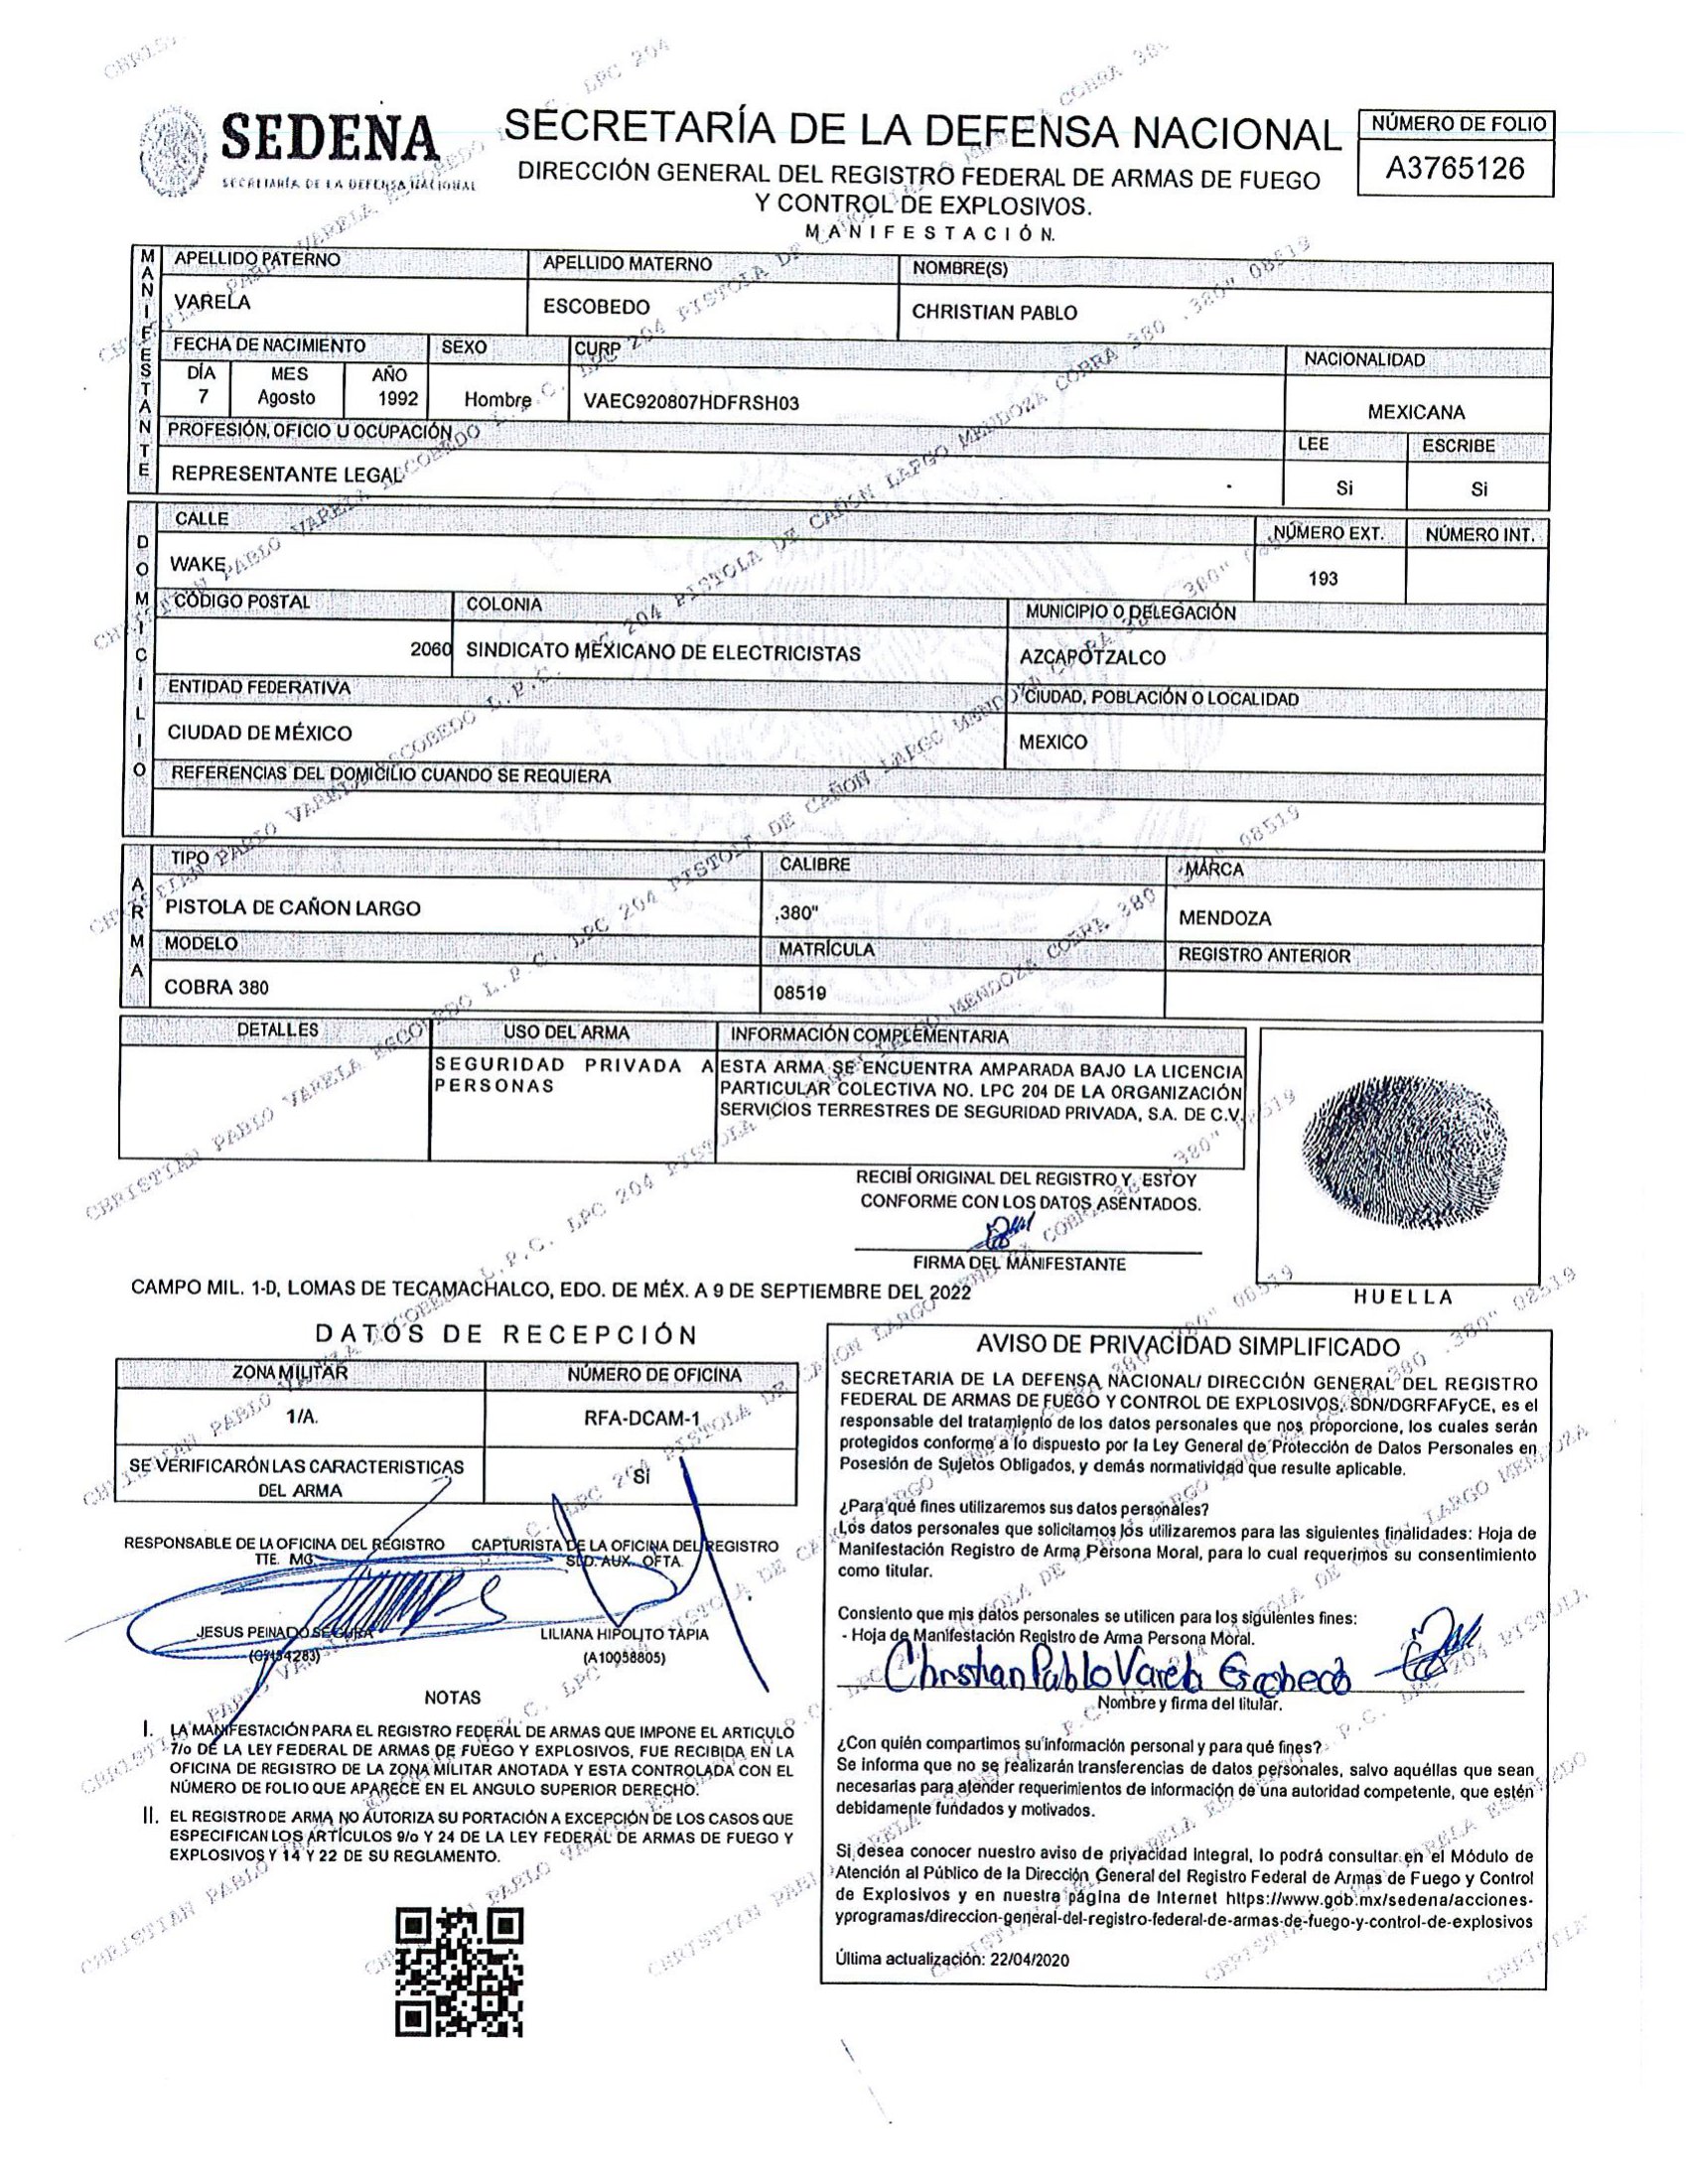 SEDENA
SECRETARÍA DE LA DEFENSA NACIONAL
SECRETARÍA DE LA DEFENSA NACIONAL
DIRECCIÓN GENERAL DEL REGISTRO FEDERAL DE ARMAS DE FUEGO
Y CONTROL DE EXPLOSIVOS.
MANIFESTACIÓN.
NÚMERO DE FOLIO
A3765126
MANIFESTANTE
APELLIDO PATERNO APELLIDO MATERNO NOMBRE(S)
VARELA ESCOBEDO CHRISTIAN PABLO
FECHA DE NACIMIENTO SEXO CURP NACIONALIDAD
DÍA MES AÑO
7 Agosto 1992 Hombre VAEC920807HDFRSH03 MEXICANA
PROFESIÓN, OFICIO U OCUPACIÓN LEE ESCRIBE
REPRESENTANTE LEGAL Si Si
DOMICILIO
CALLE NÚMERO EXT. NÚMERO INT.
WAKE 193
CÓDIGO POSTAL COLONIA MUNICIPIO O DELEGACIÓN
2060 SINDICATO MEXICANO DE ELECTRICISTAS AZCAPOTZALCO
ENTIDAD FEDERATIVA CIUDAD, POBLACIÓN O LOCALIDAD
CIUDAD DE MÉXICO MEXICO
REFERENCIAS DEL DOMICILIO CUANDO SE REQUIERA
ARMA
TIPO CALIBRE MARCA
PISTOLA DE CAÑON LARGO .380" MENDOZA
MODELO MATRÍCULA REGISTRO ANTERIOR
COBRA 380 08519
DETALLES USO DEL ARMA INFORMACIÓN COMPLEMENTARIA
SEGURIDAD PRIVADA A
PERSONAS
ESTA ARMA SE ENCUENTRA AMPARADA BAJO LA LICENCIA
PARTICULAR COLECTIVA NO. LPC 204 DE LA ORGANIZACIÓN
SERVICIOS TERRESTRES DE SEGURIDAD PRIVADA, S.A. DE C.V.
RECIBÍ ORIGINAL DEL REGISTRO Y ESTOY
CONFORME CON LOS DATOS ASENTADOS.
FIRMA DEL MANIFESTANTE
HUELLA
CAMPO MIL. 1-D, LOMAS DE TECAMACHALCO, EDO. DE MÉX. A 9 DE SEPTIEMBRE DEL 2022
DATOS DE RECEPCIÓN
ZONA MILITAR NÚMERO DE OFICINA
1/A. RFA-DCAM-1
SE VERIFICARÓN LAS CARACTERISTICAS
DEL ARMA
Si
RESPONSABLE DE LA OFICINA DEL REGISTRO
TTE. MG.
JESUS PEINADO SEGURA
CAPTURISTA DE LA OFICINA DEL REGISTRO
SLD. AUX. OFTA.
LILIANA HIPOLITO TAPIA
(A10058805)
NOTAS
I. LA MANIFESTACIÓN PARA EL REGISTRO FEDERAL DE ARMAS QUE IMPONE EL ARTICULO
7/o DE LA LEY FEDERAL DE ARMAS DE FUEGO Y EXPLOSIVOS, FUE RECIBIDA EN LA
OFICINA DE REGISTRO DE LA ZONA MILITAR ANOTADA Y ESTA CONTROLADA CON EL
NÚMERO DE FOLIO QUE APARECE EN EL ANGULO SUPERIOR DERECHO.
II. EL REGISTRO DE ARMA NO AUTORIZA SU PORTACIÓN A EXCEPCIÓN DE LOS CASOS QUE
ESPECIFICAN LOS ARTÍCULOS 9/o Y 24 DE LA LEY FEDERAL DE ARMAS DE FUEGO Y
EXPLOSIVOS Y 14 Y 22 DE SU REGLAMENTO.
AVISO DE PRIVACIDAD SIMPLIFICADO
SECRETARIA DE LA DEFENSA NACIONAL/ DIRECCIÓN GENERAL DEL REGISTRO
FEDERAL DE ARMAS DE FUEGO Y CONTROL DE EXPLOSIVOS, SDN/DGRFAFyCE, es el
responsable del tratamiento de los datos personales que nos proporcione, los cuales serán
protegidos conforme a lo dispuesto por la Ley General de Protección de Datos Personales en
Posesión de Sujetos Obligados, y demás normatividad que resulte aplicable.
¿Para qué fines utilizaremos sus datos personales?
Los datos personales que solicitamos los utilizaremos para las siguientes finalidades: Hoja de
Manifestación Registro de Arma Persona Moral, para lo cual requerimos su consentimiento
como titular.
Consiento que mis datos personales se utilicen para los siguientes fines:
- Hoja de Manifestación Registro de Arma Persona Moral.
Christian Pablo Varela Escobedo
Nombre y firma del titular.
¿Con quién compartimos su información personal y para qué fines?
Se informa que no se realizarán transferencias de datos personales, salvo aquéllas que sean
necesarias para atender requerimientos de información de una autoridad competente, que estén
debidamente fundados y motivados.
Si desea conocer nuestro aviso de privacidad Integral, lo podrá consultar en el Módulo de
Atención al Público de la Dirección General del Registro Federal de Armas de Fuego y Control
de Explosivos y en nuestra página de Internet https://www.gob.mx/sedena/acciones-
yprogramas/direccion-general-del-registro-federal-de-armas-de-fuego-y-control-de-explosivos
Última actualización: 22/04/2020
CHRISTIAN PABLO VARELA ESCOBEDO L.P.C. LPC 204 PISTOLA DE CAÑON LARGO MENDOZA COBRA 380 .380" 08519